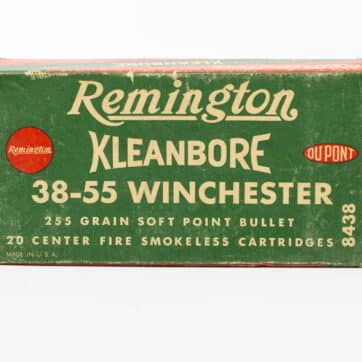 Remington
KLEANBORE
Remington
DU PONT
38-55 WINCHESTER
255 GRAIN SOFT POINT BULLET
20 CENTER FIRE SMOKELESS CARTRIDGES
MADE IN U.S.A.
8438